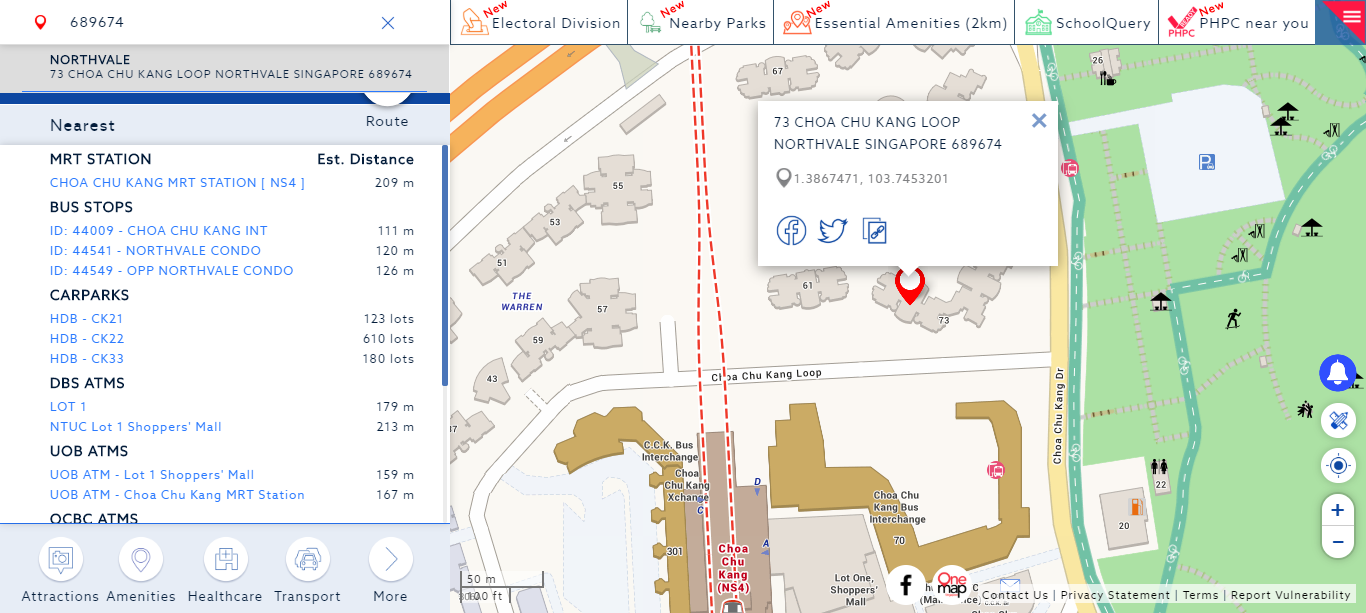 689674
New Electoral Division
New Nearby Parks
New Essential Amenities (2km)
SchoolQuery
READY PHPC New PHPC near you
NORTHVALE
73 CHOA CHU KANG LOOP NORTHVALE SINGAPORE 689674
Nearest
Route
MRT STATION Est. Distance
CHOA CHU KANG MRT STATION [ NS4 ] 209 m
BUS STOPS
ID: 44009 - CHOA CHU KANG INT 111 m
ID: 44541 - NORTHVALE CONDO 120 m
ID: 44549 - OPP NORTHVALE CONDO 126 m
CARPARKS
HDB - CK21 123 lots
HDB - CK22 610 lots
HDB - CK33 180 lots
DBS ATMS
LOT 1 179 m
NTUC Lot 1 Shoppers' Mall 213 m
UOB ATMS
UOB ATM - Lot 1 Shoppers' Mall 159 m
UOB ATM - Choa Chu Kang MRT Station 167 m
OCBC ATMS
Attractions
Amenities
Healthcare
Transport
More
73 CHOA CHU KANG LOOP
NORTHVALE SINGAPORE 689674
1.3867471, 103.7453201
67
26
55
53
51
THE
WARREN
57
59
61
73
43
37
Choa Chu Kang Loop
Choa Chu Kang Dr
C.C.K. Bus
Interchange
Choa
Chu Kang
Xchange
C
D
A
Choa Chu
Kang Bus
Interchange
70
301
Choa
Chu
Kang
(NS4)
Lot One,
Shoppers'
Mall
22
20
P
50 m
100 ft
f
One
map
+
−
Contact Us | Privacy Statement | Terms | Report Vulnerability